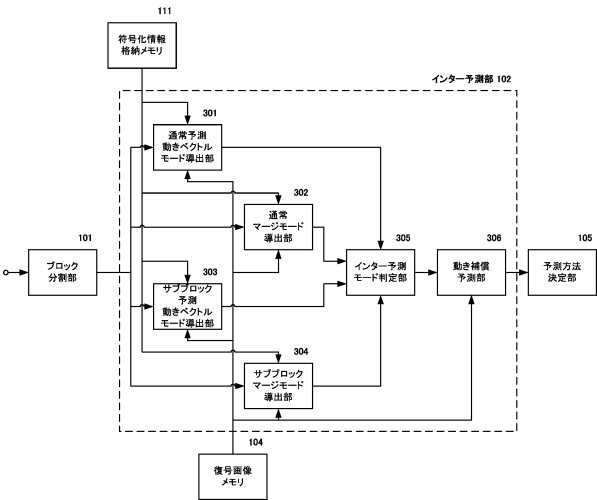 111
符号化情報
格納メモリ
インター予測部 102
301
通常予測
動きベクトル
モード導出部
302
通常
マージモード
導出部
101
ブロック
分割部
303
サブブロック
予測
動きベクトル
モード導出部
305
インター予測
モード判定部
306
動き補償
予測部
105
予測方法
決定部
304
サブブロック
マージモード
導出部
104
復号画像
メモリ